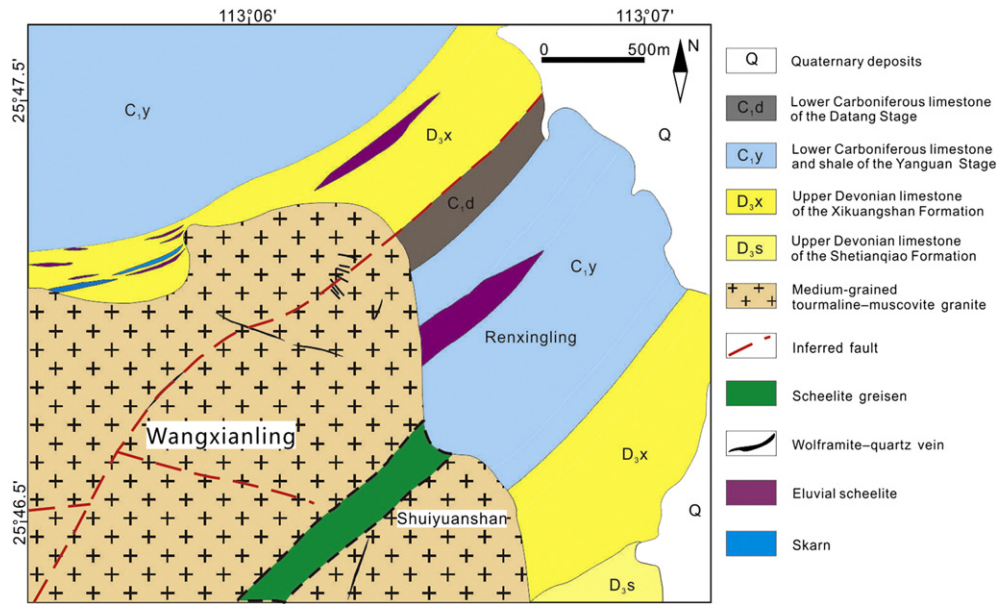 113°06′
113°07′
25°47.5′
25°46.5′
0
500m
N
C₁y
D₃x
Q
C₁d
C₁y
Renxingling
Wangxianling
D₃x
Shuiyuanshan
Q
D₃s
Q
Quaternary deposits
C₁d
Lower Carboniferous limestone
of the Datang Stage
C₁y
Lower Carboniferous limestone
and shale of the Yanguan Stage
D₃x
Upper Devonian limestone
of the Xikuangshan Formation
D₃s
Upper Devonian limestone
of the Shetianqiao Formation
Medium-grained
tourmaline–muscovite granite
Inferred fault
Scheelite greisen
Wolframite–quartz vein
Eluvial scheelite
Skarn